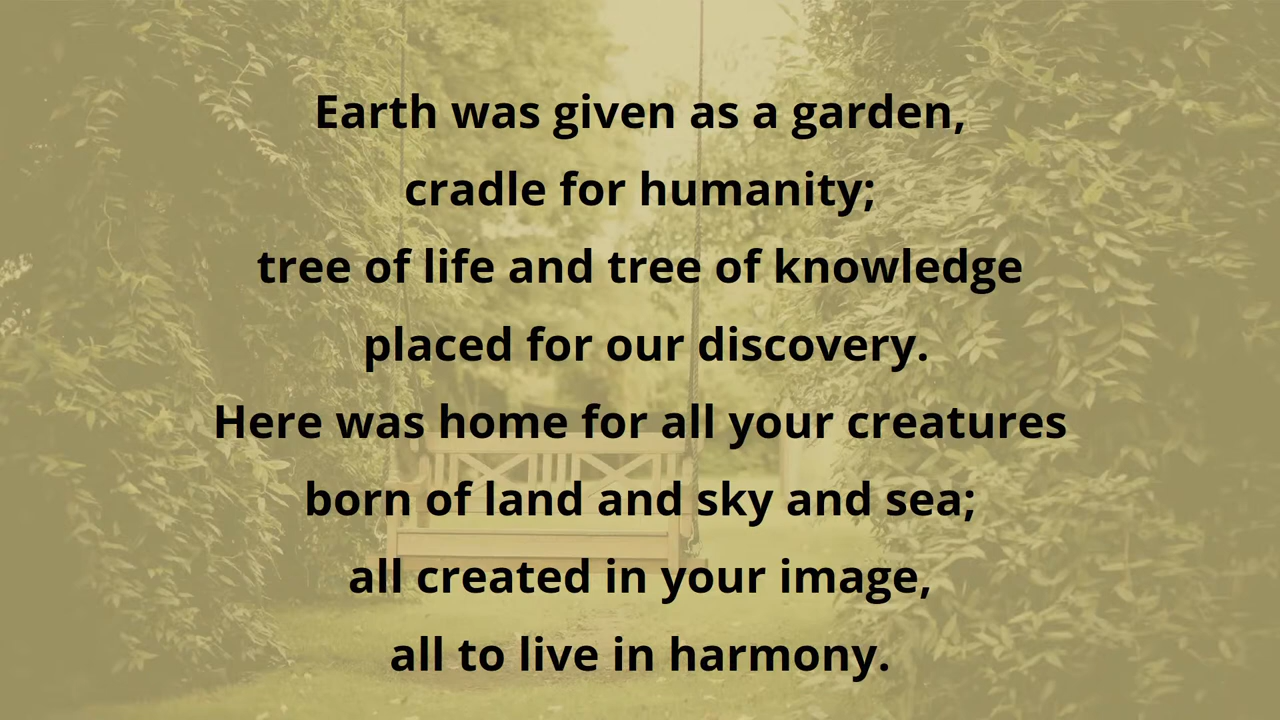 Earth was given as a garden,
cradle for humanity;
tree of life and tree of knowledge
placed for our discovery.
Here was home for all your creatures
born of land and sky and sea;
all created in your image,
all to live in harmony.